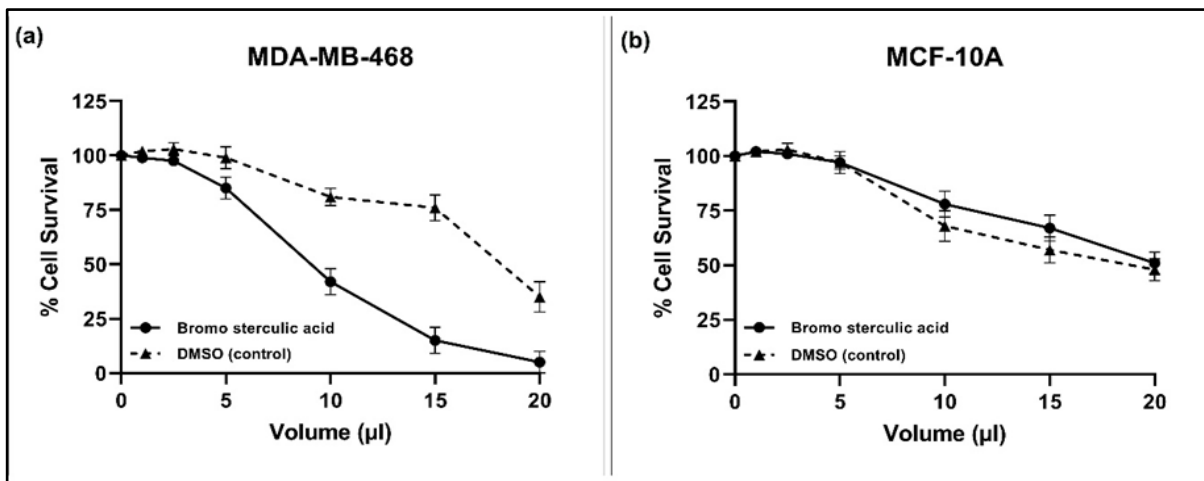 (a)
MDA-MB-468
125
100
75
50
25
0
% Cell Survival
Bromo sterculic acid
DMSO (control)
0 5 10 15 20
Volume (µl)
(b)
MCF-10A
125
100
75
50
25
0
% Cell Survival
Bromo sterculic acid
DMSO (control)
0 5 10 15 20
Volume (µl)